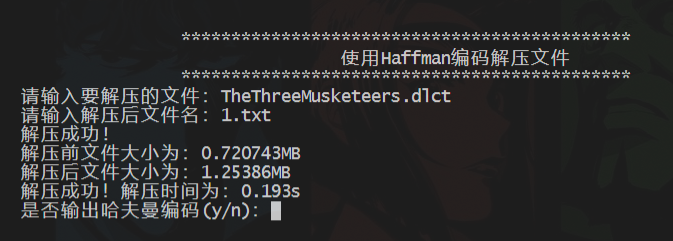 *********************************************
使用Haffman编码解压文件
*********************************************
请输入要解压的文件: TheThreeMusketeers.dlct
请输入解压后文件名: 1.txt
解压成功!
解压前文件大小为: 0.720743MB
解压后文件大小为: 1.25386MB
解压成功! 解压时间为: 0.193s
是否输出哈夫曼编码(y/n):